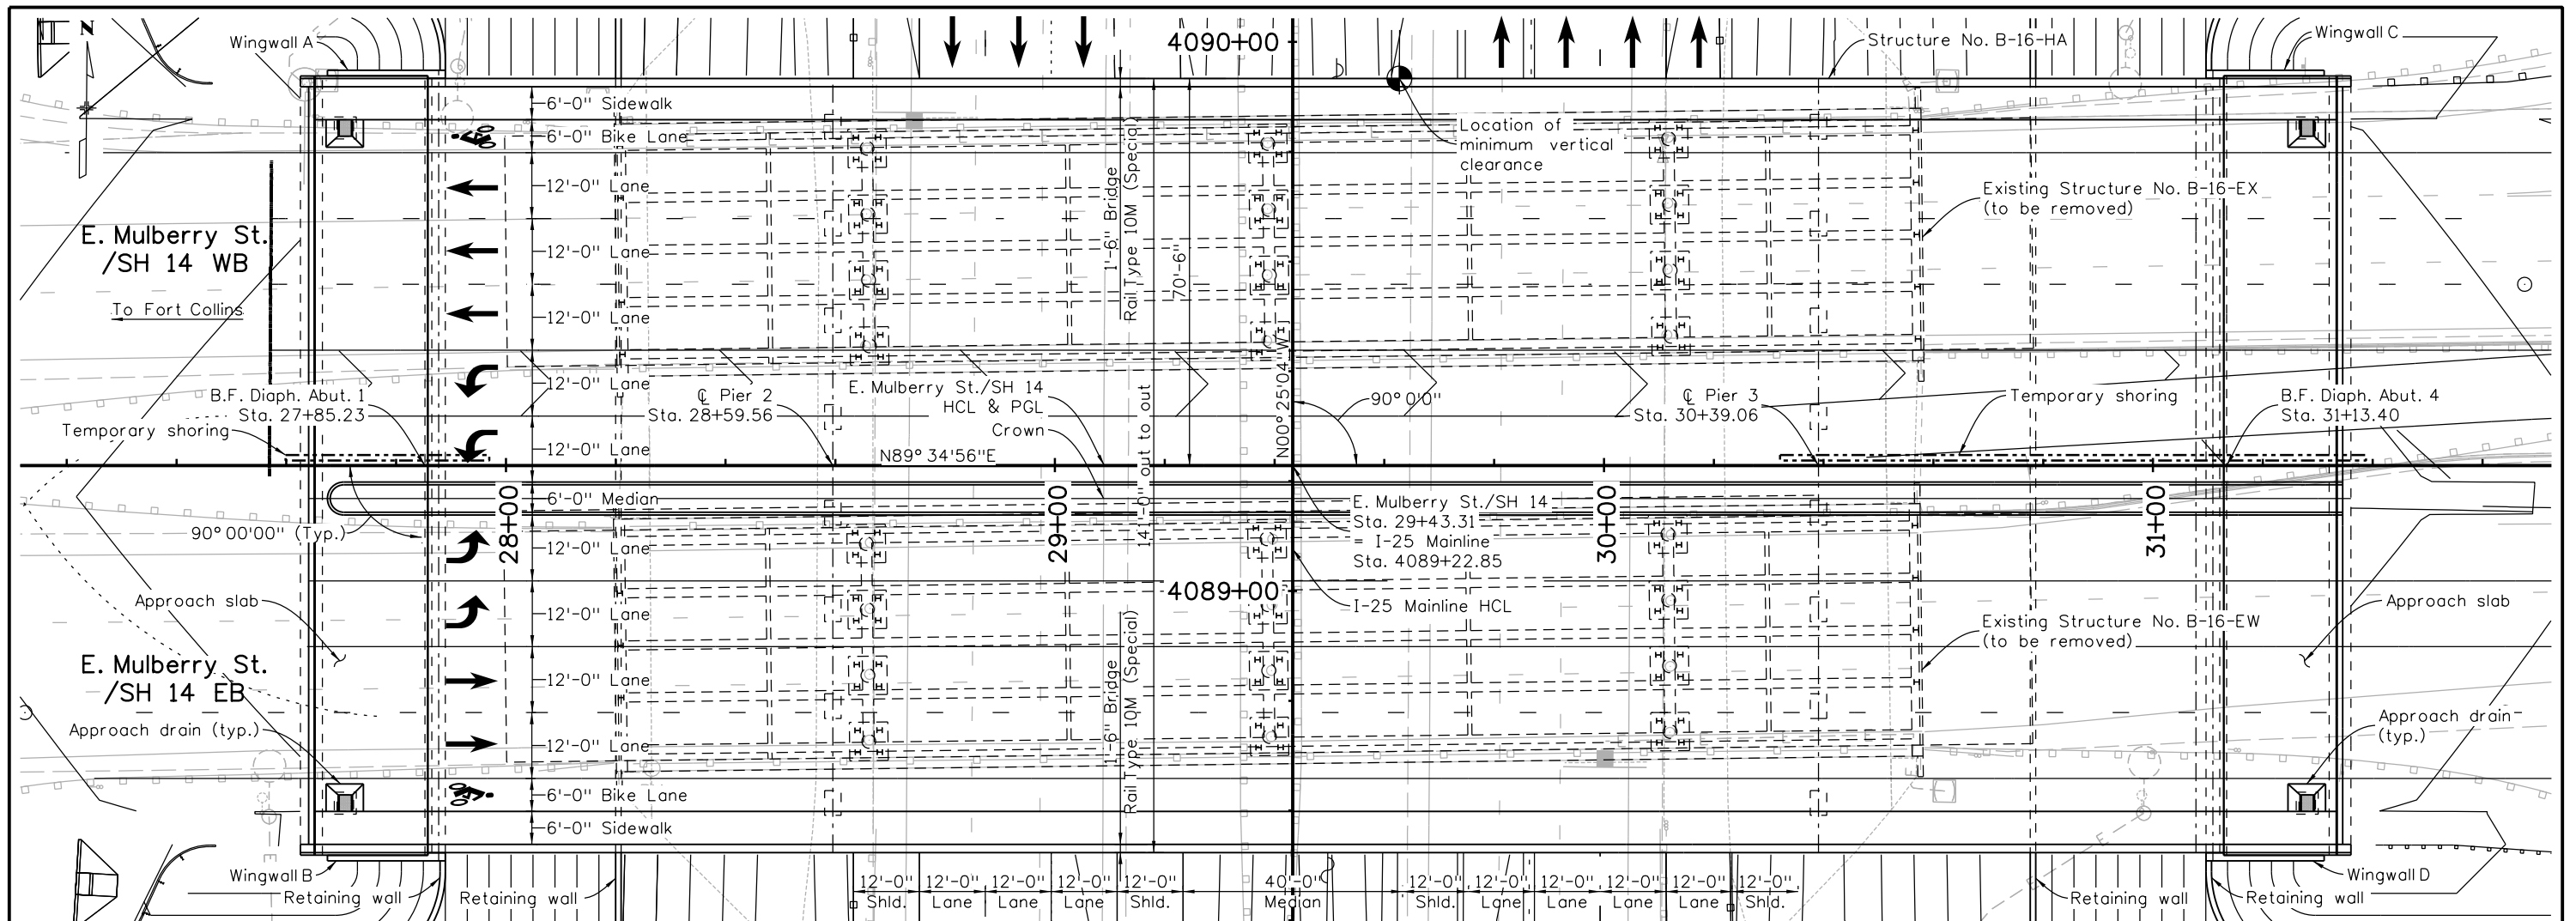 N
Wingwall A
4090+00
Structure No. B-16-HA
Wingwall C
6'-0" Sidewalk
6'-0" Bike Lane
Location of
minimum vertical
clearance
12'-0" Lane
1'-6" Bridge
Rail Type 10M (Special)
70'-6"
Existing Structure No. B-16-EX
(to be removed)
E. Mulberry St.
/SH 14 WB
12'-0" Lane
To Fort Collins
12'-0" Lane
12'-0" Lane
B.F. Diaph. Abut. 1
Sta. 27+85.23
℄ Pier 2
Sta. 28+59.56
E. Mulberry St./SH 14
HCL & PGL
Crown
141'-0" out to out
N00°25'04"W
90°0'0"
℄ Pier 3
Sta. 30+39.06
Temporary shoring
B.F. Diaph. Abut. 4
Sta. 31+13.40
Temporary shoring
12'-0" Lane
N89°34'56"E
6'-0" Median
28+00
29+00
30+00
31+00
E. Mulberry St./SH 14
Sta. 29+43.31
= I-25 Mainline
Sta. 4089+22.85
90°00'00" (Typ.)
12'-0" Lane
4089+00
I-25 Mainline HCL
Approach slab
12'-0" Lane
Approach slab
Existing Structure No. B-16-EW
(to be removed)
E. Mulberry St.
/SH 14 EB
12'-0" Lane
1'-6" Bridge
Rail Type 10M (Special)
Approach drain (typ.)
12'-0" Lane
Approach drain
(typ.)
6'-0" Bike Lane
6'-0" Sidewalk
Wingwall B
Retaining wall
Retaining wall
12'-0"
Shld.
12'-0"
Lane
12'-0"
Lane
12'-0"
Lane
12'-0"
Shld.
40'-0"
Median
12'-0"
Shld.
12'-0"
Lane
12'-0"
Lane
12'-0"
Lane
12'-0"
Lane
12'-0"
Shld.
Wingwall D
Retaining wall
Retaining wall